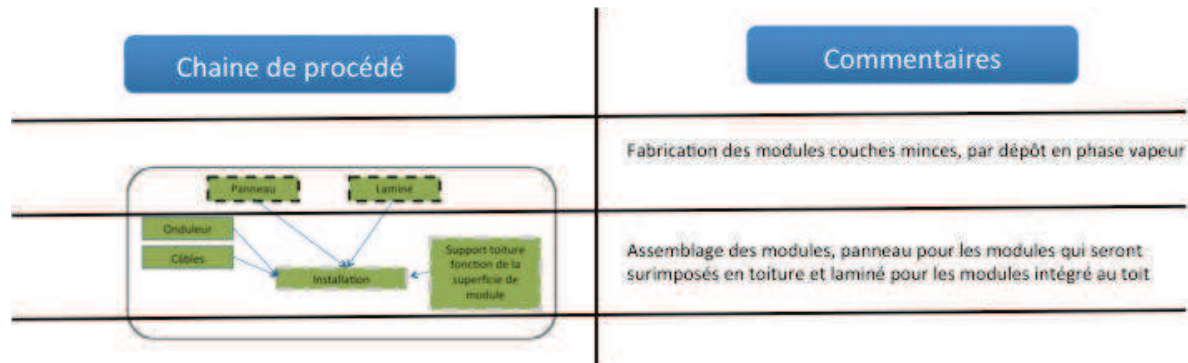 Chaine de procédé
Commentaires
Fabrication des modules couches minces, par dépôt en phase vapeur
Panneau
Laminé
Onduleur
Câbles
Installation
Support toiture
fonction de la
superficie de
module
Assemblage des modules, panneau pour les modules qui seront
surimposés en toiture et laminé pour les modules intégré au toit